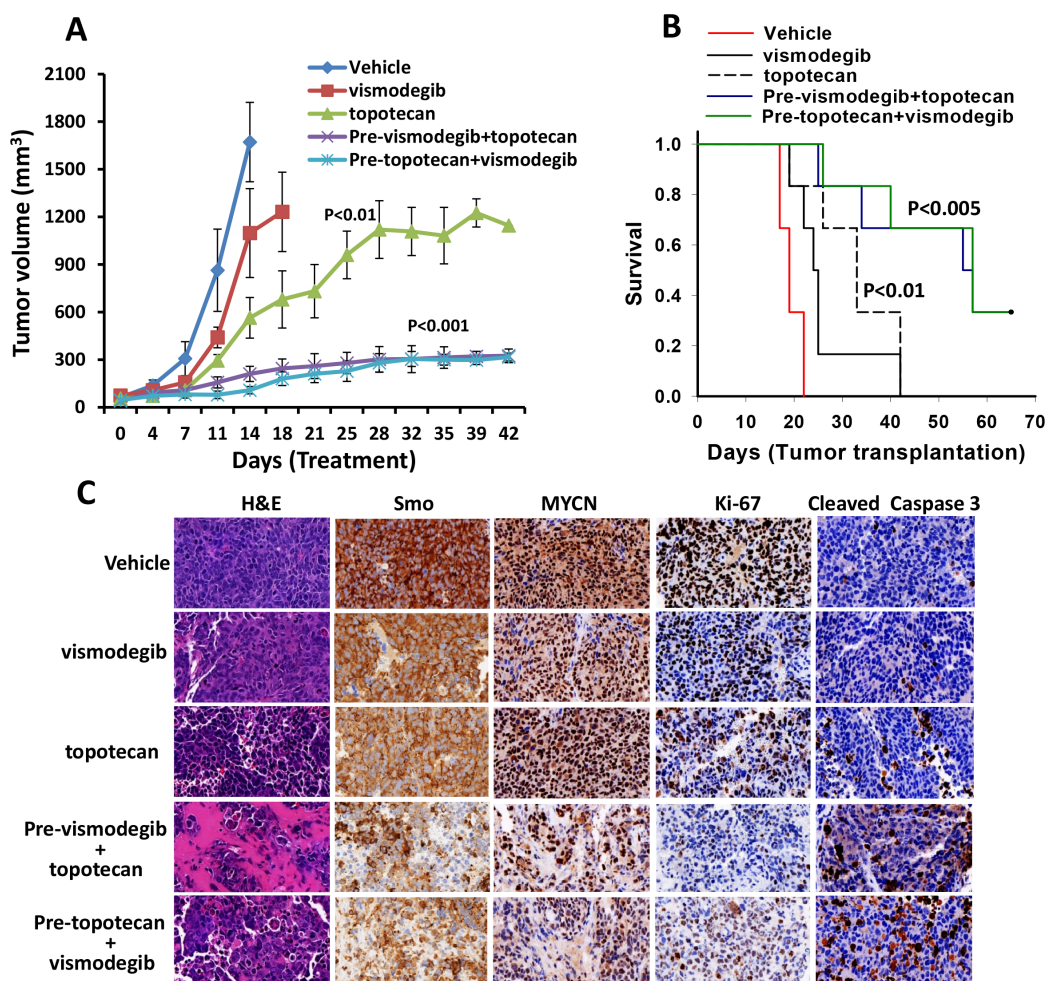 A
Vehicle
vismodegib
topotecan
Pre-vismodegib+topotecan
Pre-topotecan+vismodegib
Tumor volume (mm³)
2100
1800
1500
1200
900
600
300
0
P<0.01
P<0.001
0 4 7 11 14 18 21 25 28 32 35 39 42
Days (Treatment)
B
Vehicle
vismodegib
topotecan
Pre-vismodegib+topotecan
Pre-topotecan+vismodegib
Survival
1.0
0.8
0.6
0.4
0.2
0.0
P<0.005
P<0.01
0 10 20 30 40 50 60 70
Days (Tumor transplantation)
C
H&E Smo MYCN Ki-67 Cleaved Caspase 3
Vehicle
vismodegib
topotecan
Pre-vismodegib
+
topotecan
Pre-topotecan
+
vismodegib